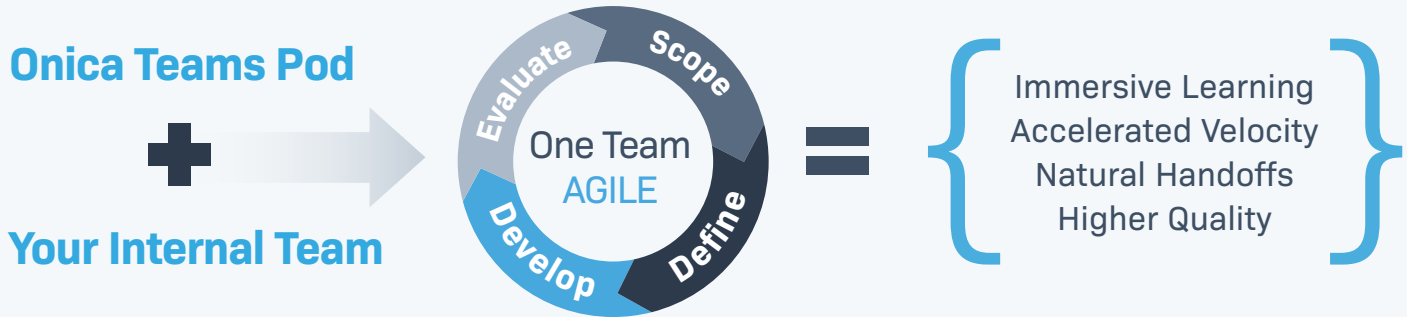 Onica Teams Pod
+
Your Internal Team
Evaluate
Scope
Define
Develop
One Team
AGILE
=
{
Immersive Learning
Accelerated Velocity
Natural Handoffs
Higher Quality
}